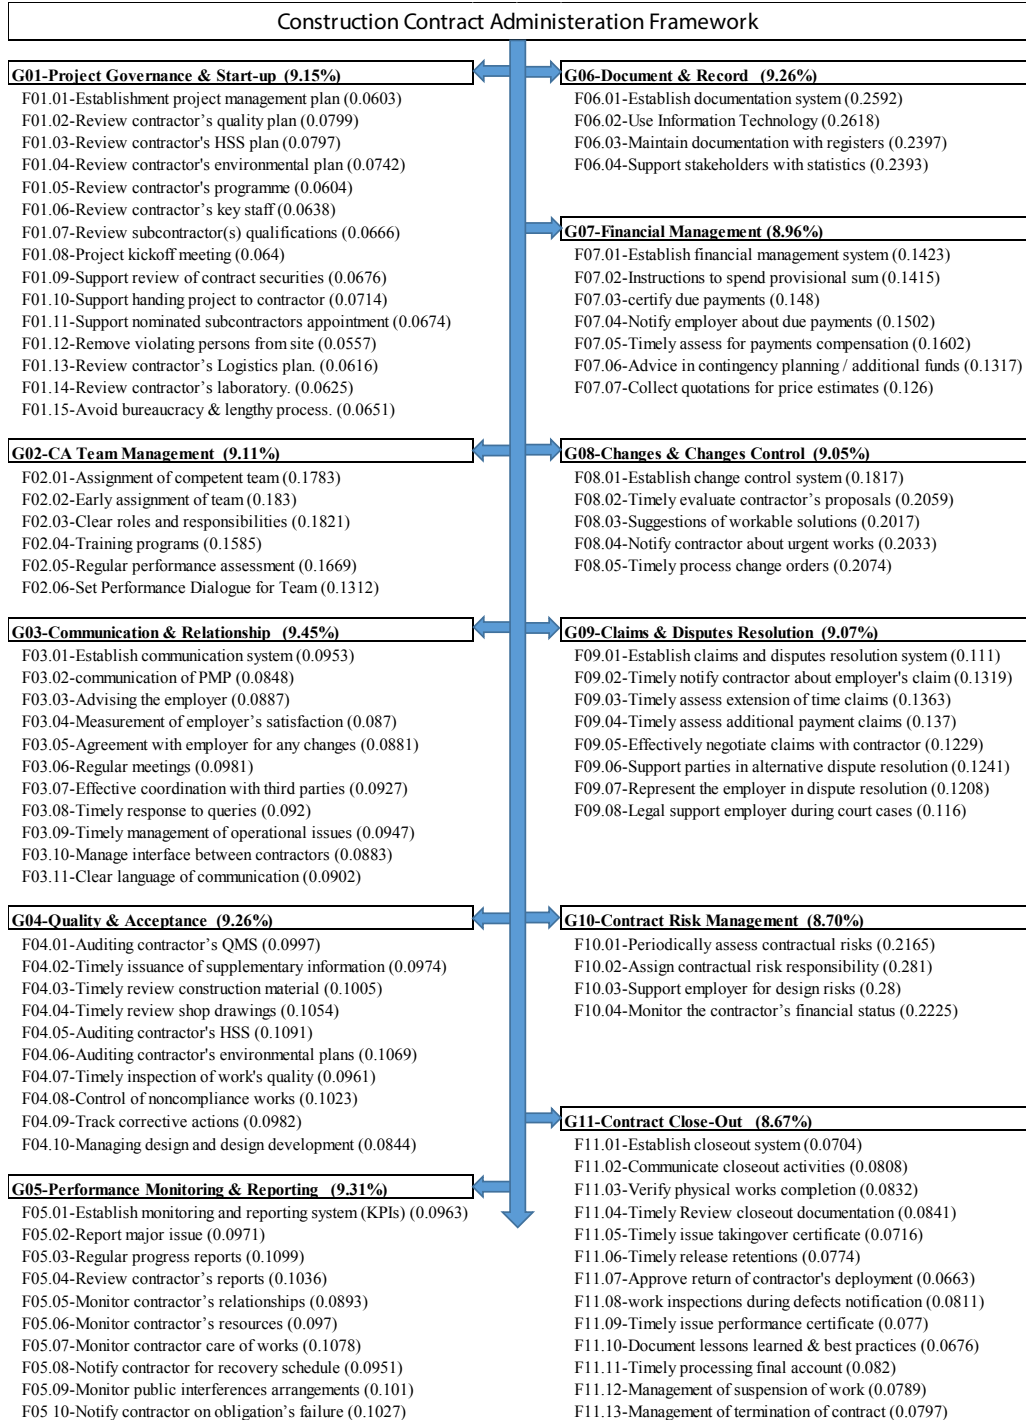 Construction Contract Administeration Framework
G01-Project Governance & Start-up (9.15%)
F01.01-Establishment project management plan (0.0603)
F01.02-Review contractor’s quality plan (0.0799)
F01.03-Review contractor's HSS plan (0.0797)
F01.04-Review contractor's environmental plan (0.0742)
F01.05-Review contractor's programme (0.0604)
F01.06-Review contractor’s key staff (0.0638)
F01.07-Review subcontractor(s) qualifications (0.0666)
F01.08-Project kickoff meeting (0.064)
F01.09-Support review of contract securities (0.0676)
F01.10-Support handing project to contractor (0.0714)
F01.11-Support nominated subcontractors appointment (0.0674)
F01.12-Remove violating persons from site (0.0557)
F01.13-Review contractor’s Logistics plan. (0.0616)
F01.14-Review contractor’s laboratory. (0.0625)
F01.15-Avoid bureaucracy & lengthy process. (0.0651)
G02-CA Team Management (9.11%)
F02.01-Assignment of competent team (0.1783)
F02.02-Early assignment of team (0.183)
F02.03-Clear roles and responsibilities (0.1821)
F02.04-Training programs (0.1585)
F02.05-Regular performance assessment (0.1669)
F02.06-Set Performance Dialogue for Team (0.1312)
G03-Communication & Relationship (9.45%)
F03.01-Establish communication system (0.0953)
F03.02-communication of PMP (0.0848)
F03.03-Advising the employer (0.0887)
F03.04-Measurement of employer’s satisfaction (0.087)
F03.05-Agreement with employer for any changes (0.0881)
F03.06-Regular meetings (0.0981)
F03.07-Effective coordination with third parties (0.0927)
F03.08-Timely response to queries (0.092)
F03.09-Timely management of operational issues (0.0947)
F03.10-Manage interface between contractors (0.0883)
F03.11-Clear language of communication (0.0902)
G04-Quality & Acceptance (9.26%)
F04.01-Auditing contractor’s QMS (0.0997)
F04.02-Timely issuance of supplementary information (0.0974)
F04.03-Timely review construction material (0.1005)
F04.04-Timely review shop drawings (0.1054)
F04.05-Auditing contractor's HSS (0.1091)
F04.06-Auditing contractor's environmental plans (0.1069)
F04.07-Timely inspection of work's quality (0.0961)
F04.08-Control of noncompliance works (0.1023)
F04.09-Track corrective actions (0.0982)
F04.10-Managing design and design development (0.0844)
G05-Performance Monitoring & Reporting (9.31%)
F05.01-Establish monitoring and reporting system (KPIs) (0.0963)
F05.02-Report major issue (0.0971)
F05.03-Regular progress reports (0.1099)
F05.04-Review contractor’s reports (0.1036)
F05.05-Monitor contractor’s relationships (0.0893)
F05.06-Monitor contractor’s resources (0.097)
F05.07-Monitor contractor care of works (0.1078)
F05.08-Notify contractor for recovery schedule (0.0951)
F05.09-Monitor public interferences arrangements (0.101)
F05 10-Notify contractor on obligation’s failure (0.1027)
G06-Document & Record (9.26%)
F06.01-Establish documentation system (0.2592)
F06.02-Use Information Technology (0.2618)
F06.03-Maintain documentation with registers (0.2397)
F06.04-Support stakeholders with statistics (0.2393)
G07-Financial Management (8.96%)
F07.01-Establish financial management system (0.1423)
F07.02-Instructions to spend provisional sum (0.1415)
F07.03-certify due payments (0.148)
F07.04-Notify employer about due payments (0.1502)
F07.05-Timely assess for payments compensation (0.1602)
F07.06-Advice in contingency planning / additional funds (0.1317)
F07.07-Collect quotations for price estimates (0.126)
G08-Changes & Changes Control (9.05%)
F08.01-Establish change control system (0.1817)
F08.02-Timely evaluate contractor’s proposals (0.2059)
F08.03-Suggestions of workable solutions (0.2017)
F08.04-Notify contractor about urgent works (0.2033)
F08.05-Timely process change orders (0.2074)
G09-Claims & Disputes Resolution (9.07%)
F09.01-Establish claims and disputes resolution system (0.111)
F09.02-Timely notify contractor about employer's claim (0.1319)
F09.03-Timely assess extension of time claims (0.1363)
F09.04-Timely assess additional payment claims (0.137)
F09.05-Effectively negotiate claims with contractor (0.1229)
F09.06-Support parties in alternative dispute resolution (0.1241)
F09.07-Represent the employer in dispute resolution (0.1208)
F09.08-Legal support employer during court cases (0.116)
G10-Contract Risk Management (8.70%)
F10.01-Periodically assess contractual risks (0.2165)
F10.02-Assign contractual risk responsibility (0.281)
F10.03-Support employer for design risks (0.28)
F10.04-Monitor the contractor’s financial status (0.2225)
G11-Contract Close-Out (8.67%)
F11.01-Establish closeout system (0.0704)
F11.02-Communicate closeout activities (0.0808)
F11.03-Verify physical works completion (0.0832)
F11.04-Timely Review closeout documentation (0.0841)
F11.05-Timely issue takingover certificate (0.0716)
F11.06-Timely release retentions (0.0774)
F11.07-Approve return of contractor's deployment (0.0663)
F11.08-work inspections during defects notification (0.0811)
F11.09-Timely issue performance certificate (0.077)
F11.10-Document lessons learned & best practices (0.0676)
F11.11-Timely processing final account (0.082)
F11.12-Management of suspension of work (0.0789)
F11.13-Management of termination of contract (0.0797)